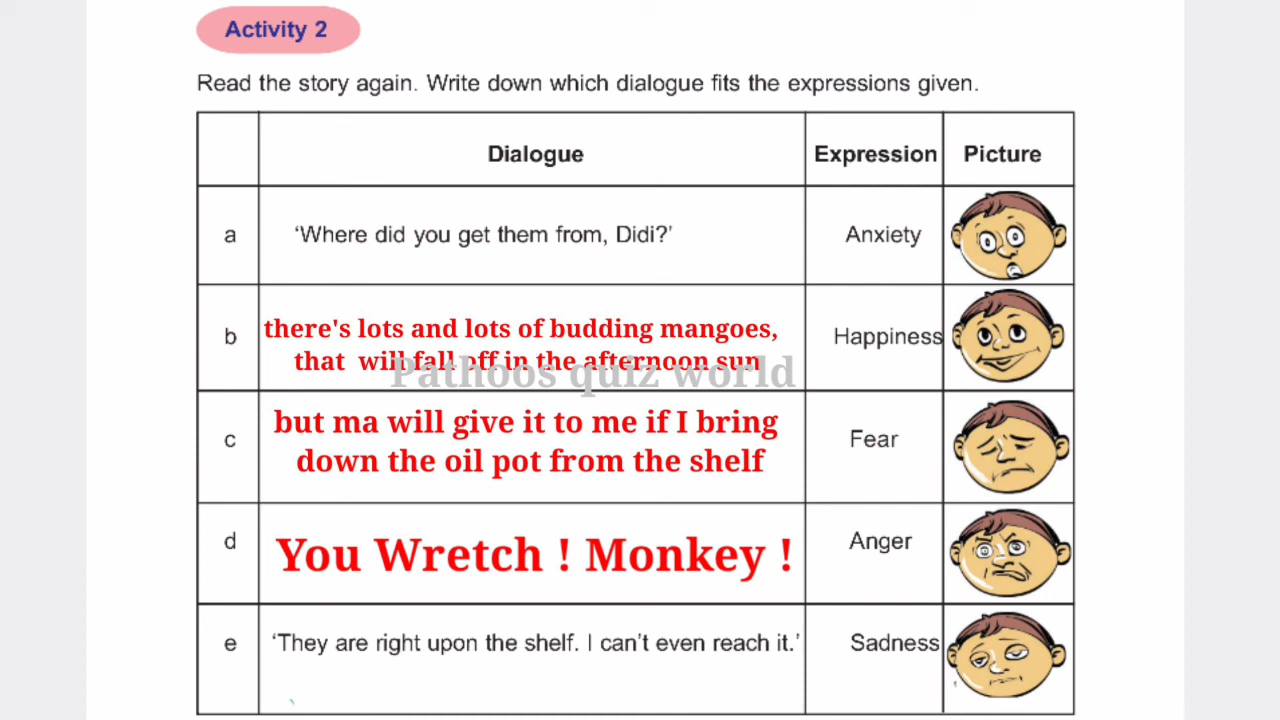 Activity 2
Read the story again. Write down which dialogue fits the expressions given.
Dialogue Expression Picture
a ‘Where did you get them from, Didi?’ Anxiety
there's lots and lots of budding mangoes,
b Happiness
that will fall off in the afternoon sun
Pathoos quiz world
but ma will give it to me if I bring
c Fear
down the oil pot from the shelf
d You Wretch ! Monkey ! Anger
e ‘They are right upon the shelf. I can’t even reach it.’ Sadness